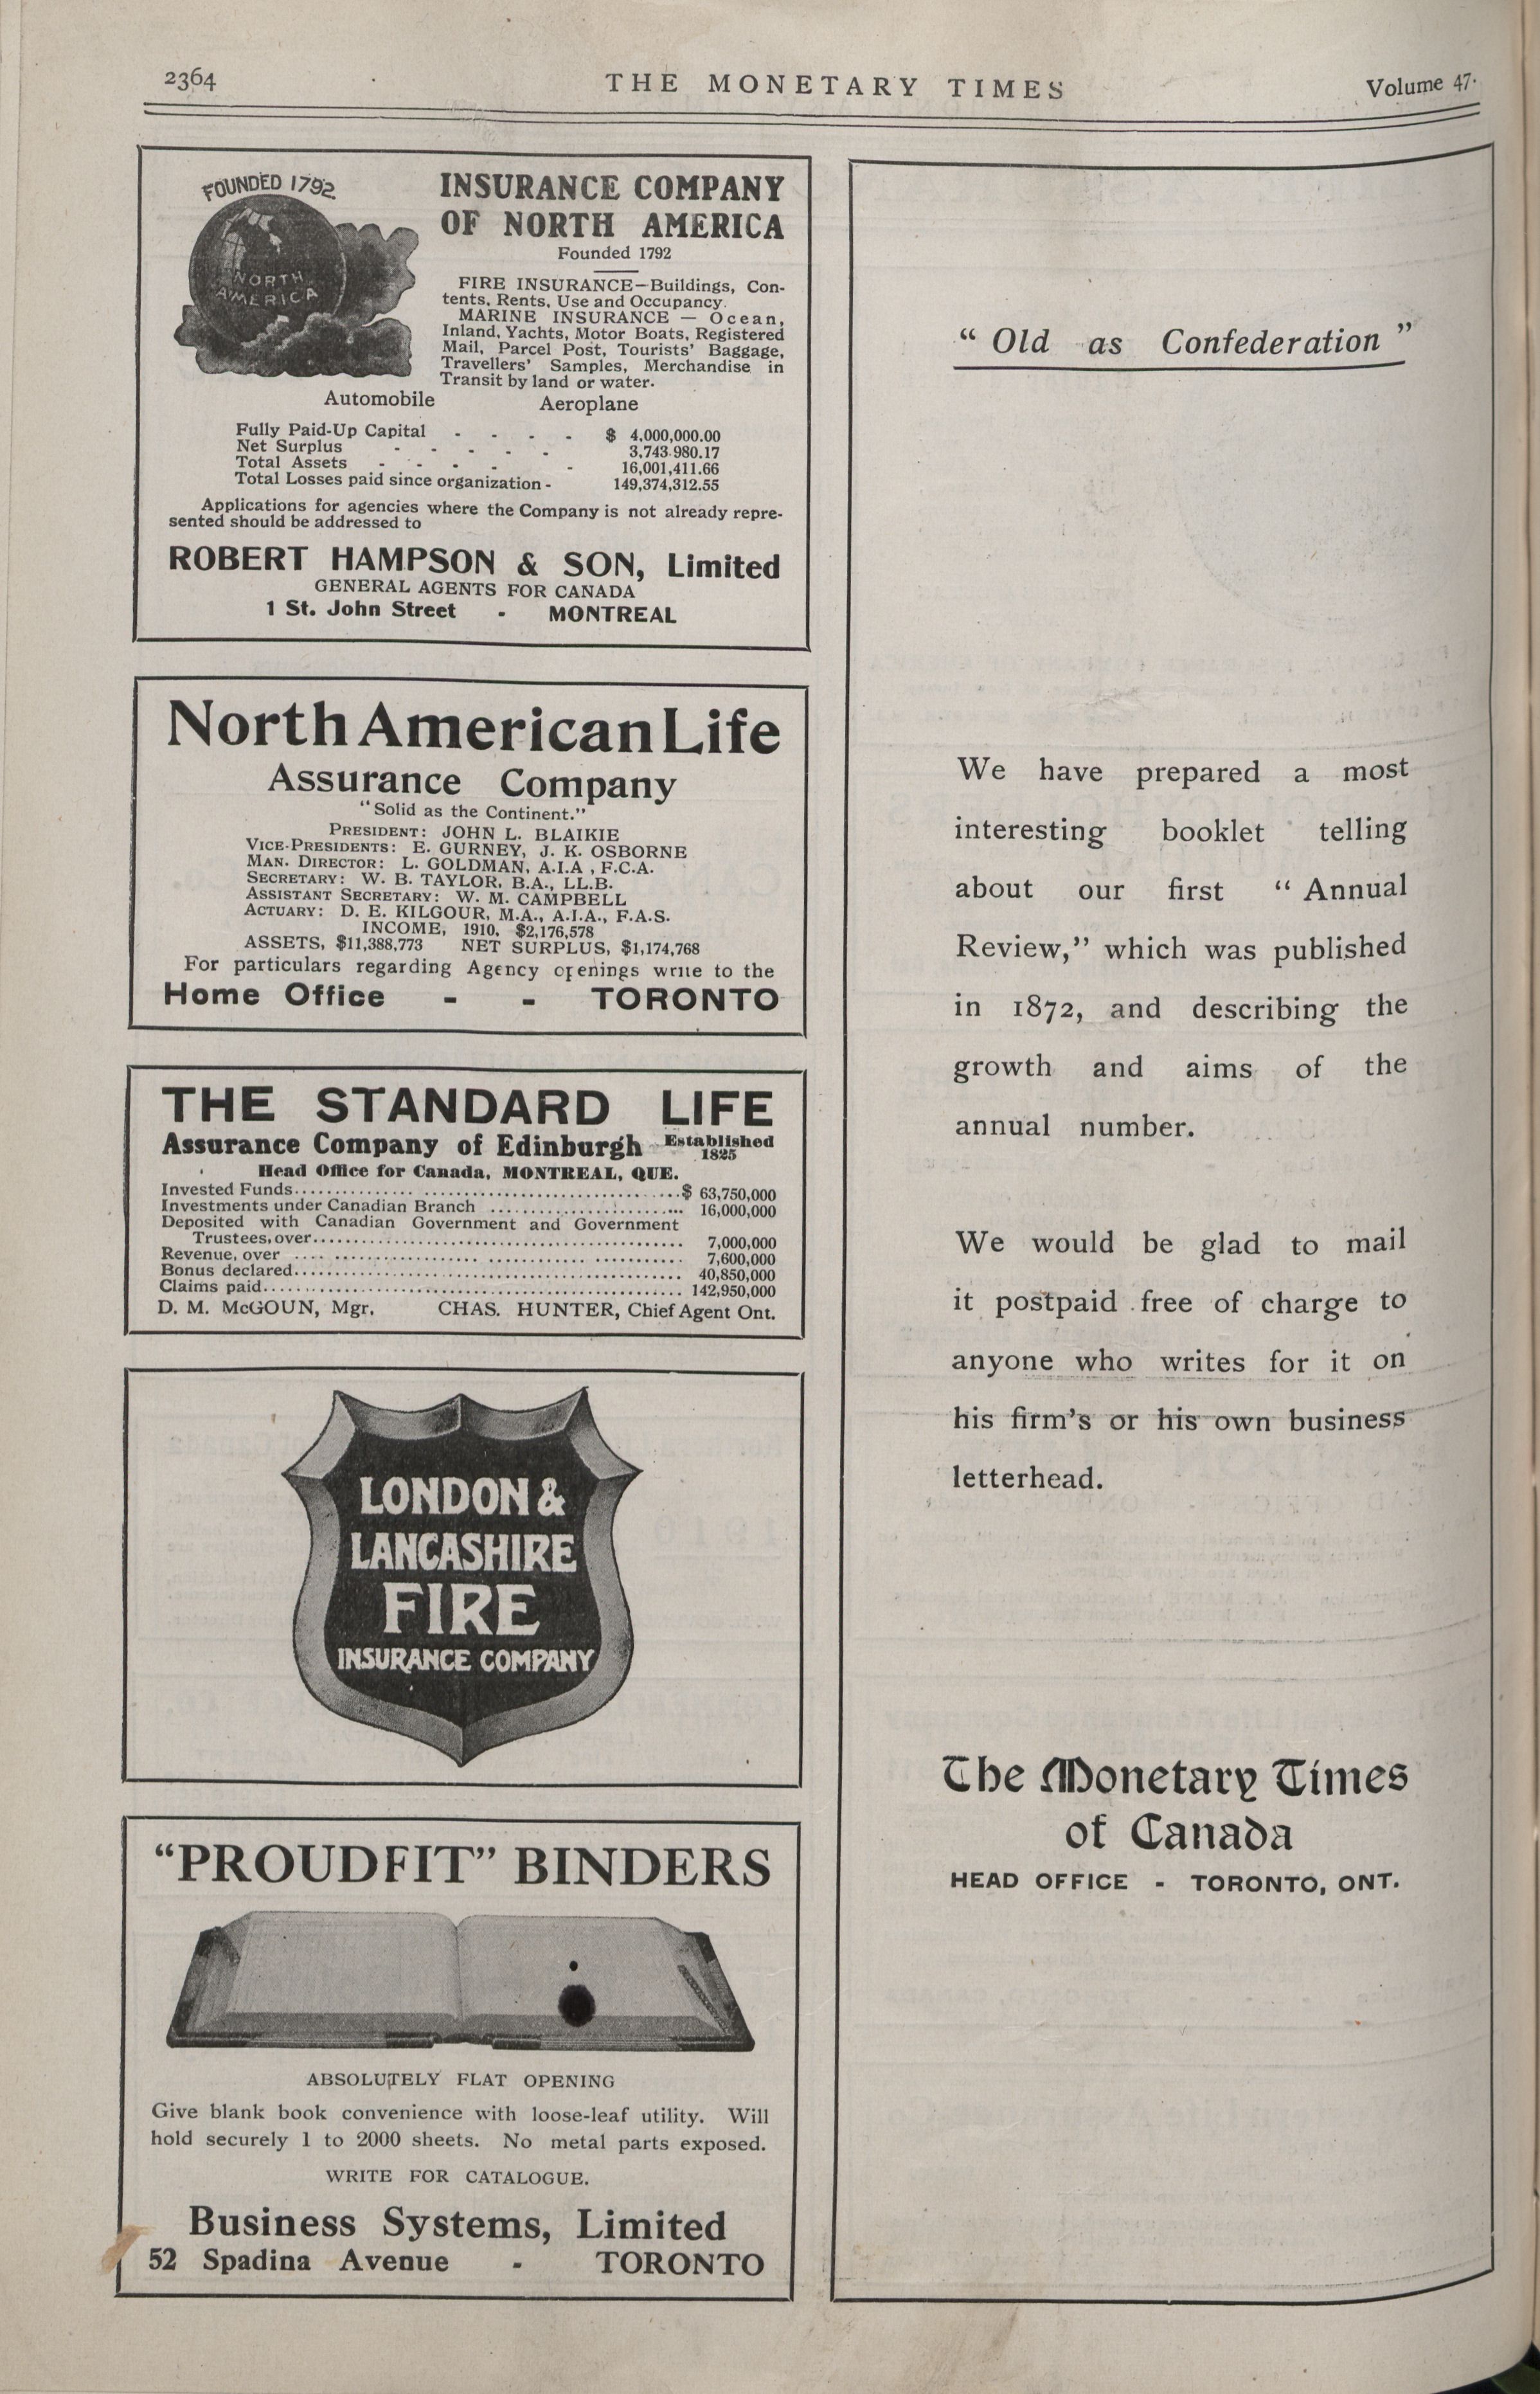 2364
THE MONETARY TIMES
Volume 47.
FOUNDED 1792
NORTH
AMERICA
INSURANCE COMPANY
OF NORTH AMERICA
Founded 1792
FIRE INSURANCE—Buildings, Con-
tents, Rents, Use and Occupancy.
MARINE INSURANCE — Ocean,
Inland, Yachts, Motor Boats, Registered
Mail, Parcel Post, Tourists' Baggage,
Travellers' Samples, Merchandise in
Transit by land or water.
Automobile Aeroplane
Fully Paid-Up Capital - - - - $ 4,000,000.00
Net Surplus - - - - - 3,743,980.17
Total Assets - - - - - 16,001,411.66
Total Losses paid since organization - 149,374,312.55
Applications for agencies where the Company is not already repre-
sented should be addressed to
ROBERT HAMPSON & SON, Limited
GENERAL AGENTS FOR CANADA
1 St. John Street - MONTREAL
North American Life
Assurance Company
"Solid as the Continent."
PRESIDENT: JOHN L. BLAIKIE
VICE-PRESIDENTS: E. GURNEY, J. K. OSBORNE
MAN. DIRECTOR: L. GOLDMAN, A.I.A., F.C.A.
SECRETARY: W. B. TAYLOR, B.A., LL.B.
ASSISTANT SECRETARY: W. M. CAMPBELL
ACTUARY: D. E. KILGOUR, M.A., A.I.A., F.A.S.
INCOME, 1910, $2,176,578
ASSETS, $11,388,773 NET SURPLUS, $1,174,768
For particulars regarding Agency openings write to the
Home Office - - TORONTO
THE STANDARD LIFE
Assurance Company of Edinburgh Established 1825
Head Office for Canada, MONTREAL, QUE.
Invested Funds.......... $ 63,750,000
Investments under Canadian Branch .......... 16,000,000
Deposited with Canadian Government and Government
Trustees, over.......... 7,000,000
Revenue, over .......... 7,600,000
Bonus declared.......... 40,850,000
Claims paid.......... 142,950,000
D. M. McGOUN, Mgr. CHAS. HUNTER, Chief Agent Ont.
LONDON &
LANCASHIRE
FIRE
INSURANCE COMPANY
"PROUDFIT" BINDERS
ABSOLUTELY FLAT OPENING
Give blank book convenience with loose-leaf utility. Will
hold securely 1 to 2000 sheets. No metal parts exposed.
WRITE FOR CATALOGUE.
Business Systems, Limited
52 Spadina Avenue - TORONTO
"Old as Confederation"
We have prepared a most
interesting booklet telling
about our first "Annual
Review," which was published
in 1872, and describing the
growth and aims of the
annual number.
We would be glad to mail
it postpaid free of charge to
anyone who writes for it on
his firm's or his own business
letterhead.
The Monetary Times
of Canada
HEAD OFFICE - TORONTO, ONT.